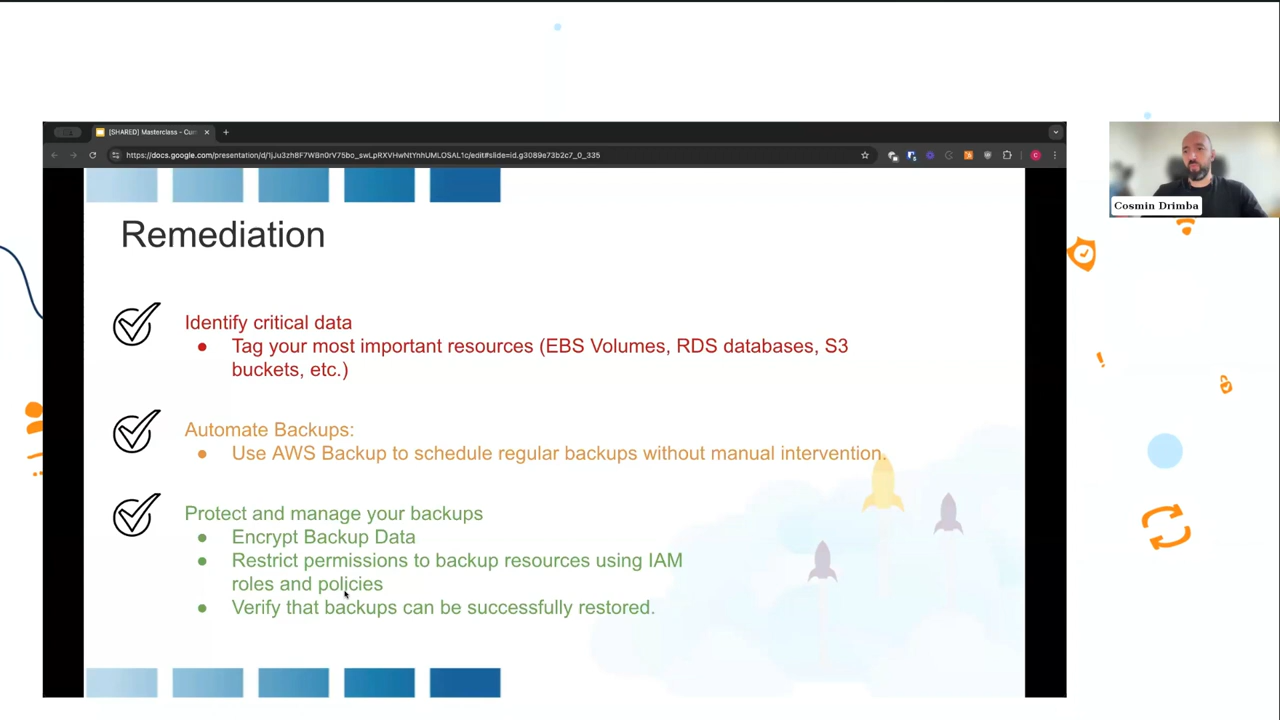 [SHARED] Masterclass - Cur
https://docs.google.com/presentation/d/1jJu3zh8F7WBn0rV75bo_swLpRXVHwNtYnhUMLOSAL1c/edit#slide=id.g3089e73b2c7_0_335
Cosmin Drimba
Remediation
Identify critical data
● Tag your most important resources (EBS Volumes, RDS databases, S3
buckets, etc.)
Automate Backups:
● Use AWS Backup to schedule regular backups without manual intervention.
Protect and manage your backups
● Encrypt Backup Data
● Restrict permissions to backup resources using IAM
roles and policies
● Verify that backups can be successfully restored.